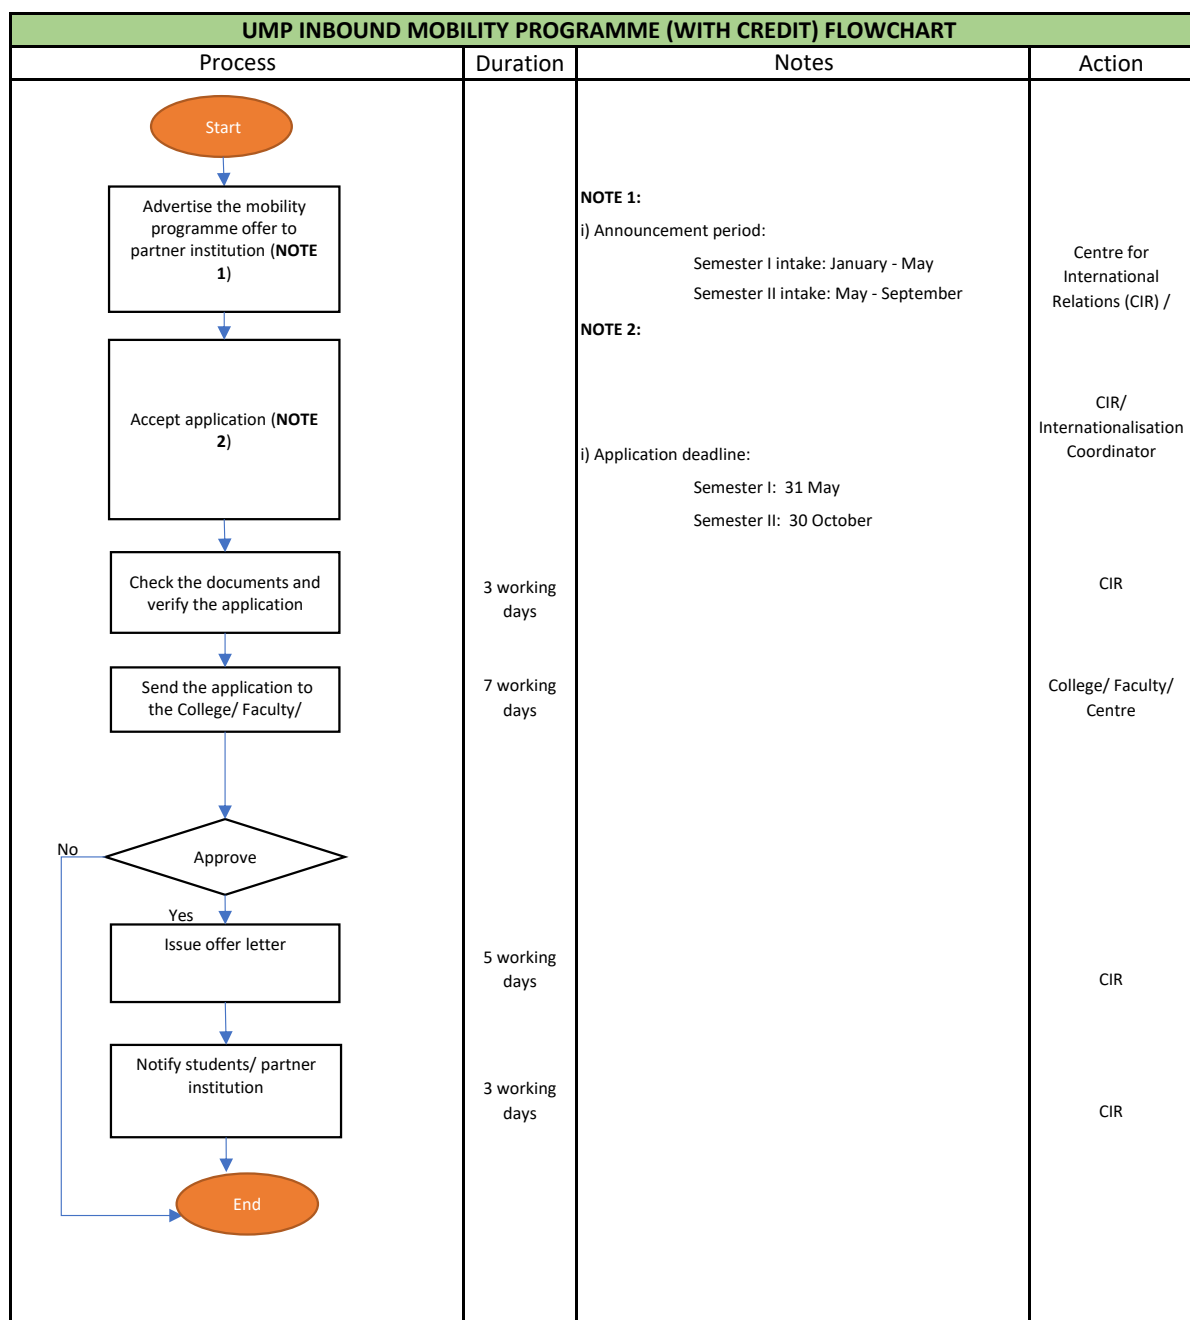 UMP INBOUND MOBILITY PROGRAMME (WITH CREDIT) FLOWCHART
Process
Duration
Notes
Action
Start
Advertise the mobility
programme offer to
partner institution (NOTE
1)
NOTE 1:
i) Announcement period:
Semester I intake: January - May
Semester II intake: May - September
Centre for
International
Relations (CIR) /
NOTE 2:
Accept application (NOTE
2)
i) Application deadline:
Semester I:  31 May
Semester II:  30 October
CIR/
Internationalisation
Coordinator
Check the documents and
verify the application
3 working
days
CIR
Send the application to
the College/ Faculty/
7 working
days
College/ Faculty/
Centre
Approve
No
Yes
Issue offer letter
5 working
days
CIR
Notify students/ partner
institution
3 working
days
CIR
End